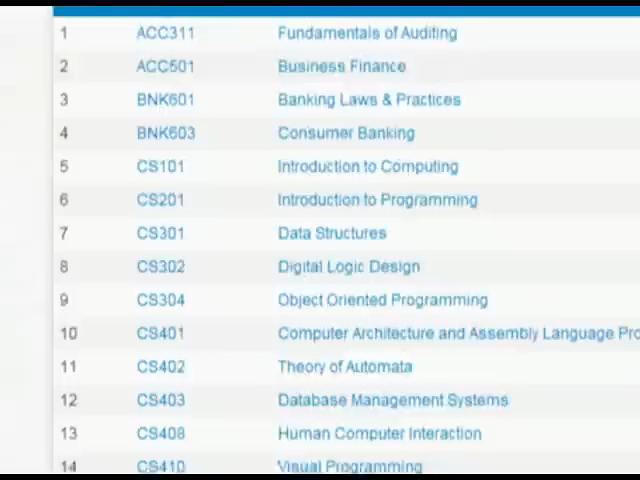 1 ACC311 Fundamentals of Auditing
2 ACC501 Business Finance
3 BNK601 Banking Laws & Practices
4 BNK603 Consumer Banking
5 CS101 Introduction to Computing
6 CS201 Introduction to Programming
7 CS301 Data Structures
8 CS302 Digital Logic Design
9 CS304 Object Oriented Programming
10 CS401 Computer Architecture and Assembly Language Pro
11 CS402 Theory of Automata
12 CS403 Database Management Systems
13 CS408 Human Computer Interaction
14 CS410 Visual Programming